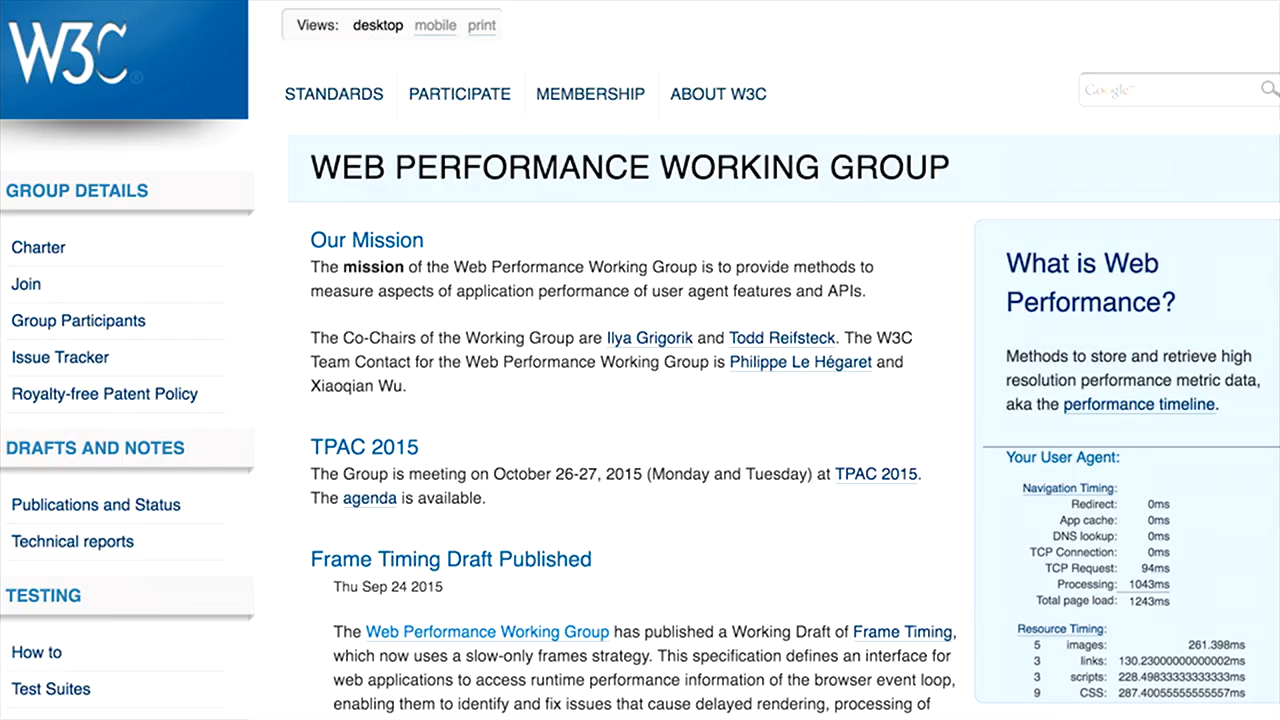 W3C®
Views: desktop mobile print
STANDARDS PARTICIPATE MEMBERSHIP ABOUT W3C
Google™
WEB PERFORMANCE WORKING GROUP
GROUP DETAILS
Charter
Join
Group Participants
Issue Tracker
Royalty-free Patent Policy
DRAFTS AND NOTES
Publications and Status
Technical reports
TESTING
How to
Test Suites
Our Mission
The mission of the Web Performance Working Group is to provide methods to
measure aspects of application performance of user agent features and APIs.
The Co-Chairs of the Working Group are Ilya Grigorik and Todd Reifsteck. The W3C
Team Contact for the Web Performance Working Group is Philippe Le Hégaret and
Xiaoqian Wu.
TPAC 2015
The Group is meeting on October 26-27, 2015 (Monday and Tuesday) at TPAC 2015.
The agenda is available.
Frame Timing Draft Published
Thu Sep 24 2015
The Web Performance Working Group has published a Working Draft of Frame Timing,
which now uses a slow-only frames strategy. This specification defines an interface for
web applications to access runtime performance information of the browser event loop,
enabling them to identify and fix issues that cause delayed rendering, processing of
What is Web
Performance?
Methods to store and retrieve high
resolution performance metric data,
aka the performance timeline.
Your User Agent:
Navigation Timing:
Redirect: 0ms
App cache: 0ms
DNS lookup: 0ms
TCP Connection: 0ms
TCP Request: 94ms
Processing: 1043ms
Total page load: 1243ms
Resource Timing:
5 images: 261.398ms
3 links: 130.23000000000002ms
3 scripts: 228.49833333333333ms
9 CSS: 287.40055555555557ms